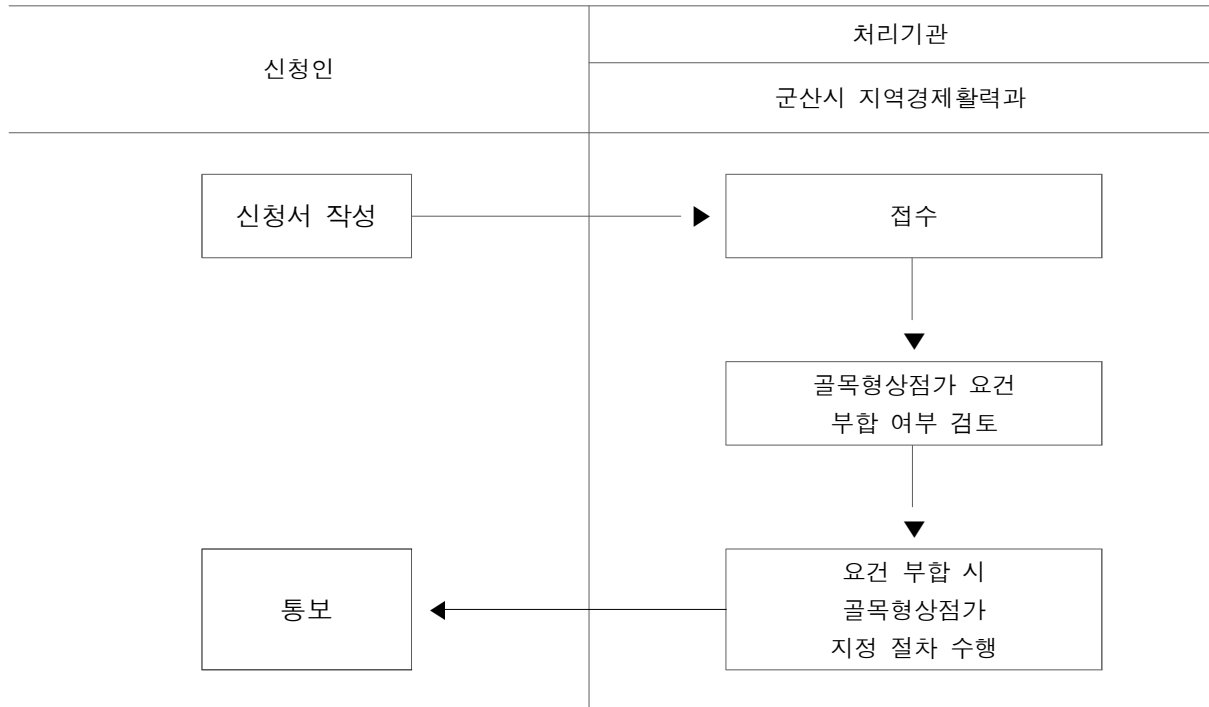 신청인
처리기관
군산시 지역경제활력과
신청서 작성
접수
골목형상점가 요건
부합 여부 검토
통보
요건 부합 시
골목형상점가
지정 절차 수행